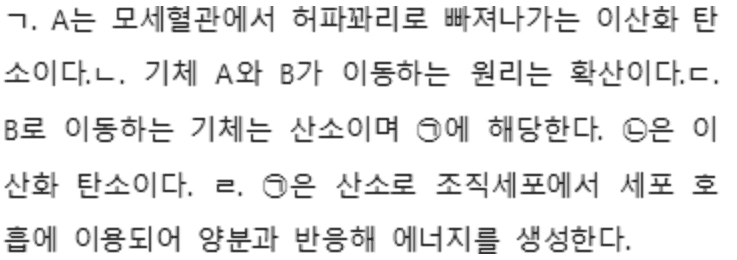 ㄱ. A는 모세혈관에서 허파꽈리로 빠져나가는 이산화 탄
소이다.ㄴ. 기체 A와 B가 이동하는 원리는 확산이다.ㄷ.
B로 이동하는 기체는 산소이며 ㉠에 해당한다. ㉡은 이
산화 탄소이다. ㄹ. ㉠은 산소로 조직세포에서 세포 호
흡에 이용되어 양분과 반응해 에너지를 생성한다.